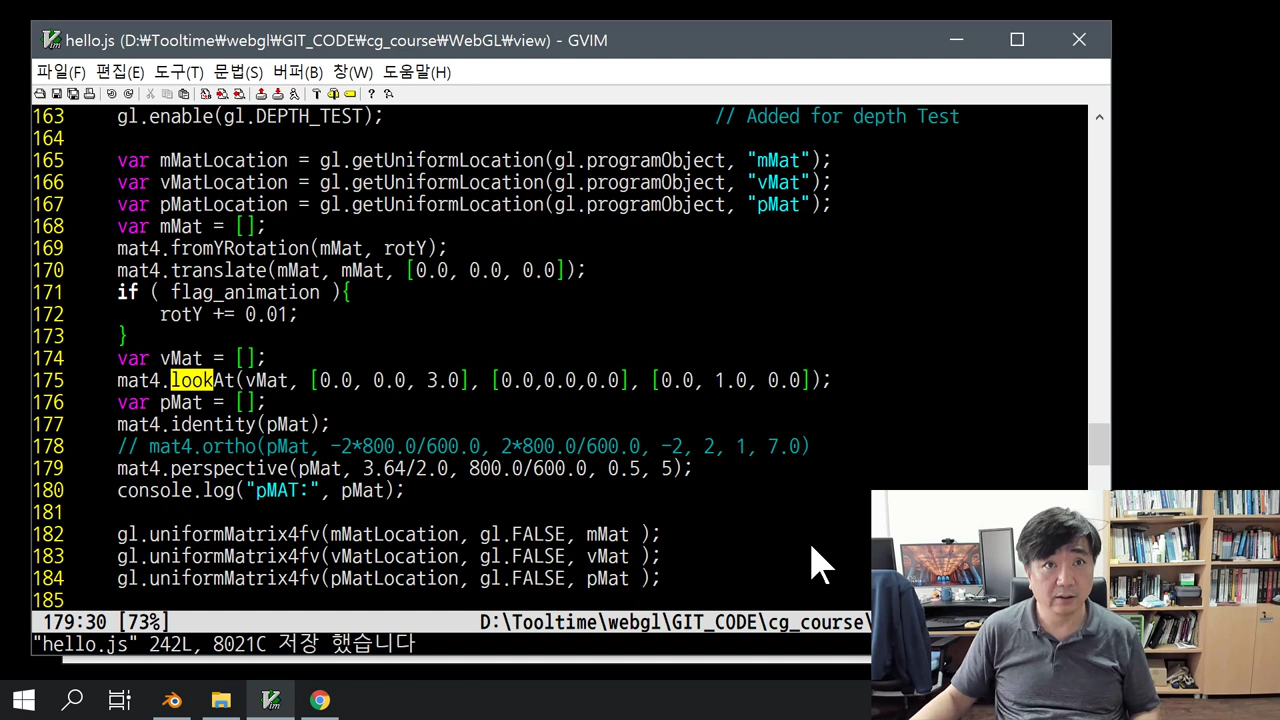 hello.js (D:₩Tooltime₩webgl₩GIT_CODE₩cg_course₩WebGL₩view) - GVIM
파일(F) 편집(E) 도구(T) 문법(S) 버퍼(B) 창(W) 도움말(H)
163 gl.enable(gl.DEPTH_TEST); // Added for depth Test
164
165 var mMatLocation = gl.getUniformLocation(gl.programObject, "mMat");
166 var vMatLocation = gl.getUniformLocation(gl.programObject, "vMat");
167 var pMatLocation = gl.getUniformLocation(gl.programObject, "pMat");
168 var mMat = [];
169 mat4.fromYRotation(mMat, rotY);
170 mat4.translate(mMat, mMat, [0.0, 0.0, 0.0]);
171 if ( flag_animation ){
172 rotY += 0.01;
173 }
174 var vMat = [];
175 mat4.lookAt(vMat, [0.0, 0.0, 3.0], [0.0,0.0,0.0], [0.0, 1.0, 0.0]);
176 var pMat = [];
177 mat4.identity(pMat);
178 // mat4.ortho(pMat, -2*800.0/600.0, 2*800.0/600.0, -2, 2, 1, 7.0)
179 mat4.perspective(pMat, 3.64/2.0, 800.0/600.0, 0.5, 5);
180 console.log("pMAT:", pMat);
181
182 gl.uniformMatrix4fv(mMatLocation, gl.FALSE, mMat );
183 gl.uniformMatrix4fv(vMatLocation, gl.FALSE, vMat );
184 gl.uniformMatrix4fv(pMatLocation, gl.FALSE, pMat );
185
179:30 [73%] D:\Tooltime\webgl\GIT_CODE\cg_course\
"hello.js" 242L, 8021C 저장 했습니다